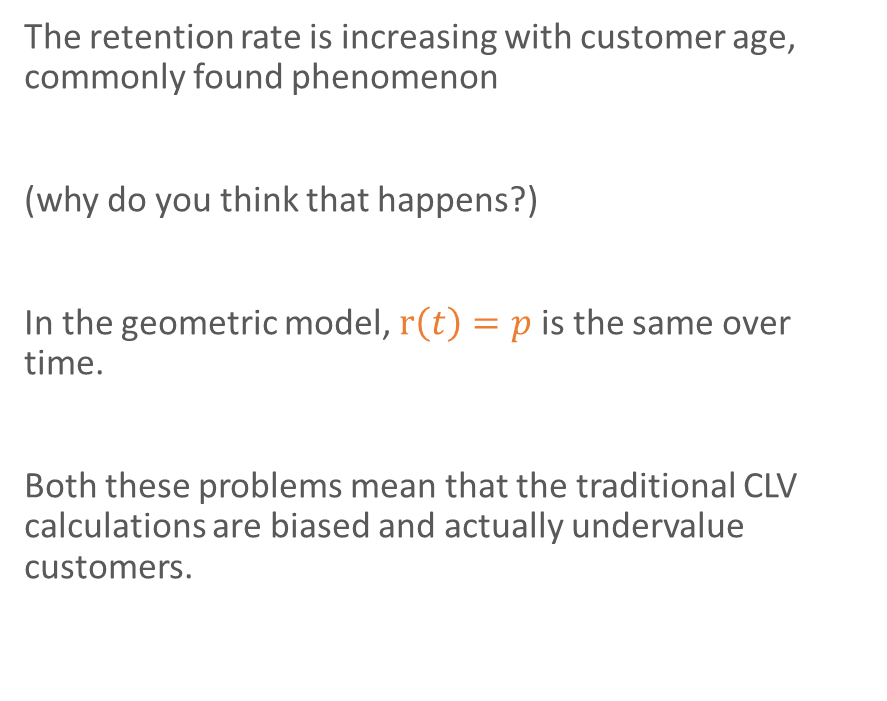 The retention rate is increasing with customer age,
commonly found phenomenon
(why do you think that happens?)
In the geometric model, r(t) = p is the same over
time.
Both these problems mean that the traditional CLV
calculations are biased and actually undervalue
customers.